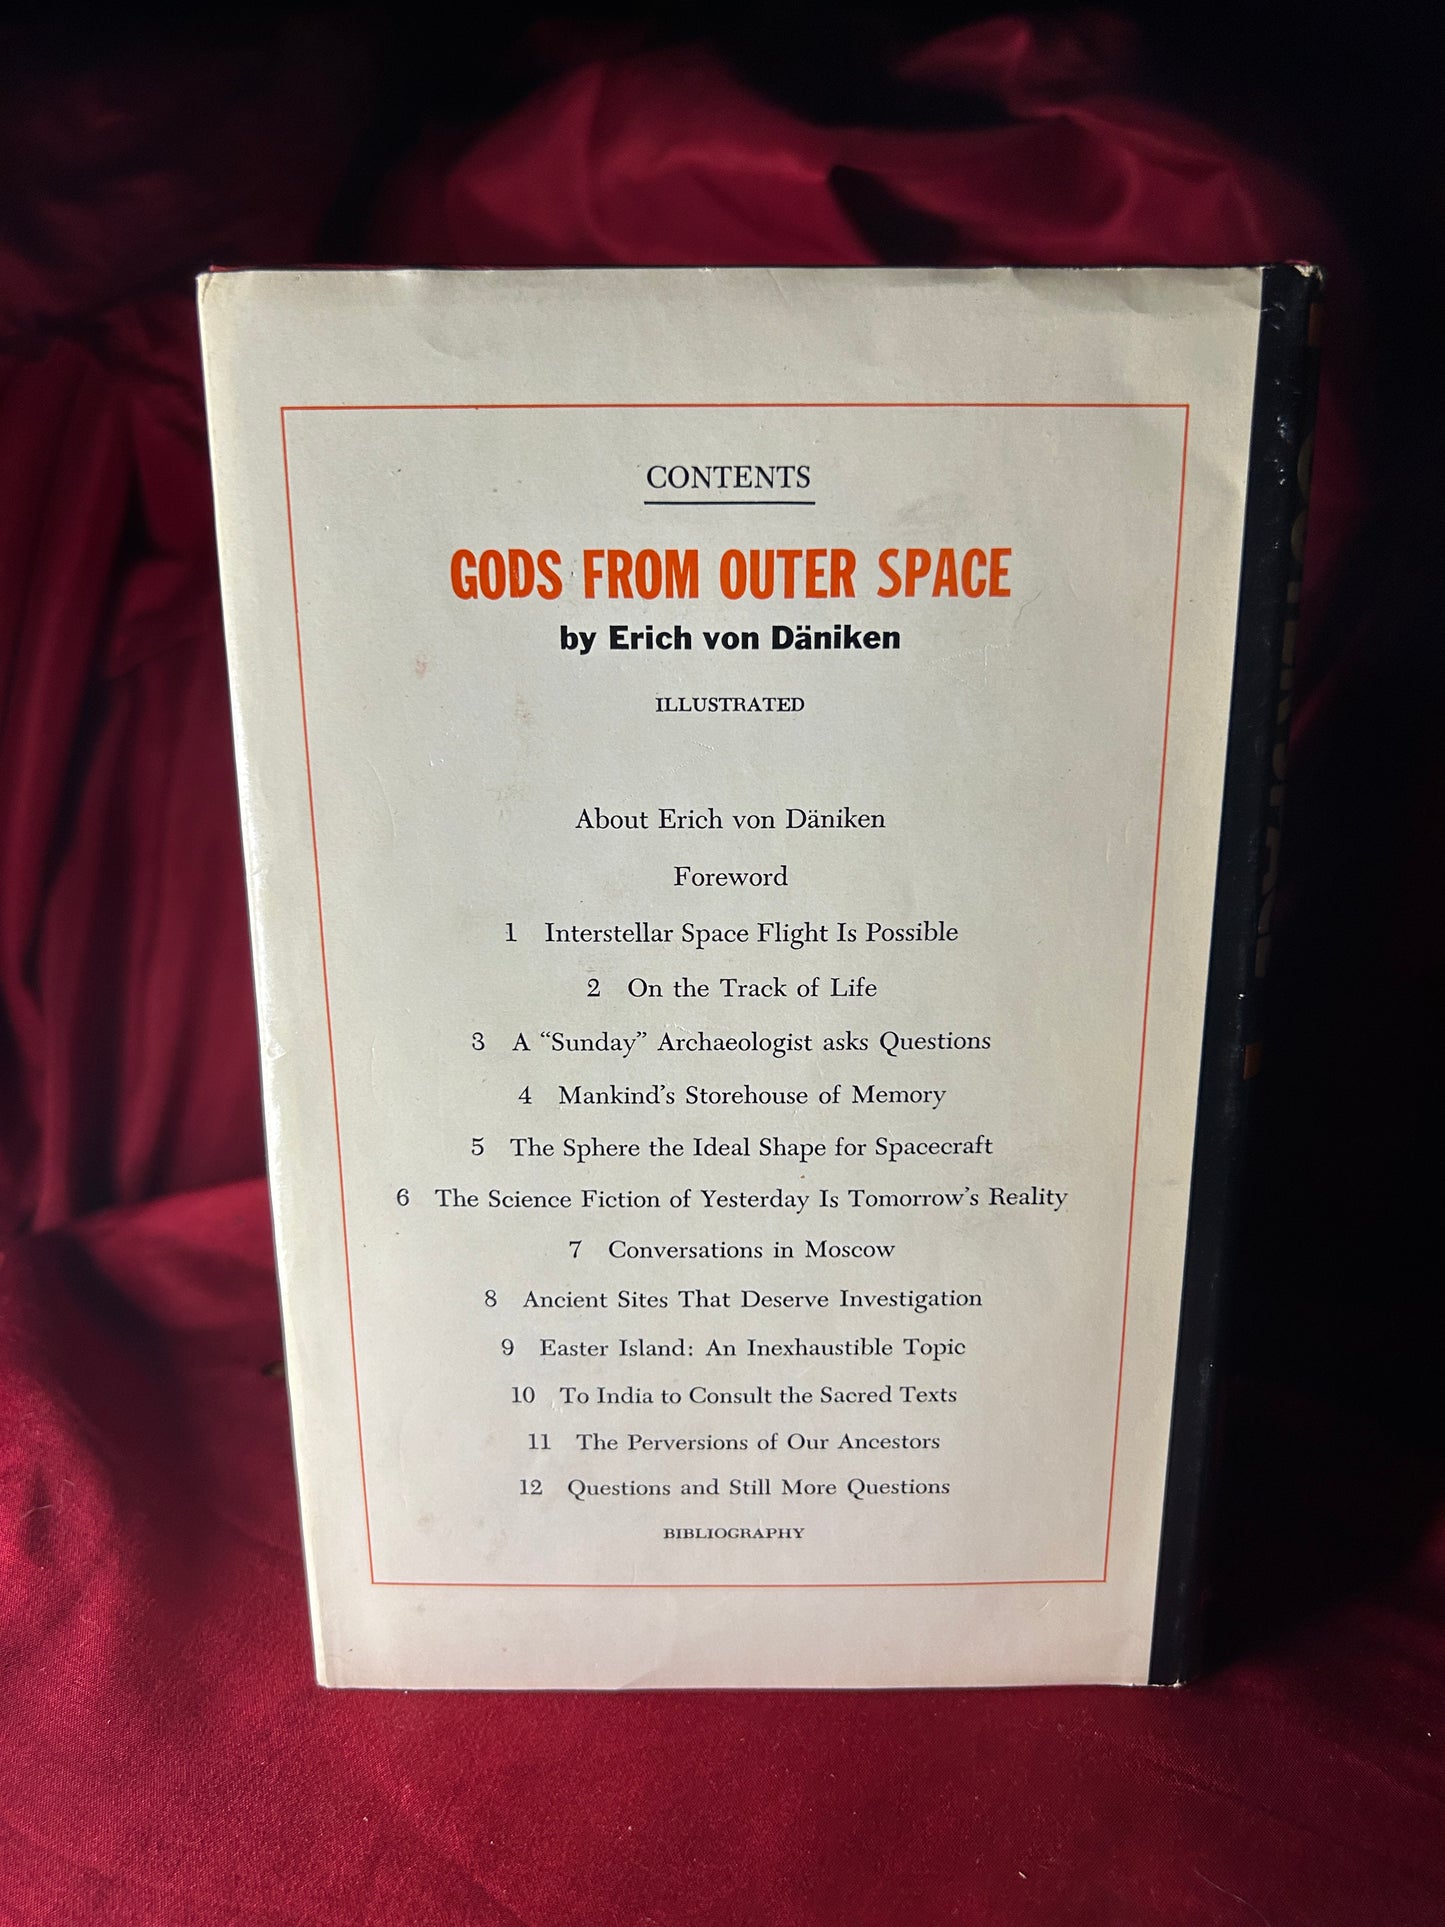 CONTENTS
GODS FROM OUTER SPACE
by Erich von Däniken
ILLUSTRATED
About Erich von Däniken
Foreword
1 Interstellar Space Flight Is Possible
2 On the Track of Life
3 A “Sunday” Archaeologist asks Questions
4 Mankind’s Storehouse of Memory
5 The Sphere the Ideal Shape for Spacecraft
6 The Science Fiction of Yesterday Is Tomorrow’s Reality
7 Conversations in Moscow
8 Ancient Sites That Deserve Investigation
9 Easter Island: An Inexhaustible Topic
10 To India to Consult the Sacred Texts
11 The Perversions of Our Ancestors
12 Questions and Still More Questions
BIBLIOGRAPHY